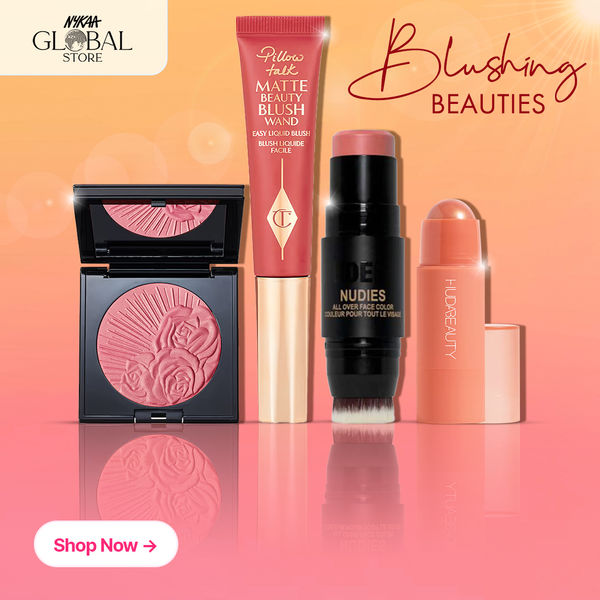 NYKAA
GLOBAL
STORE
Blushing
BEAUTIES
Pillow
talk
MATTE
BEAUTY
BLUSH
WAND
EASY LIQUID BLUSH
BLUSH LIQUIDE
FACILE
CT
DE
NUDIES
ALL OVER FACE COLOR
COULEUR POUR TOUT LE VISAGE
HUDABEAUTY
Shop Now →